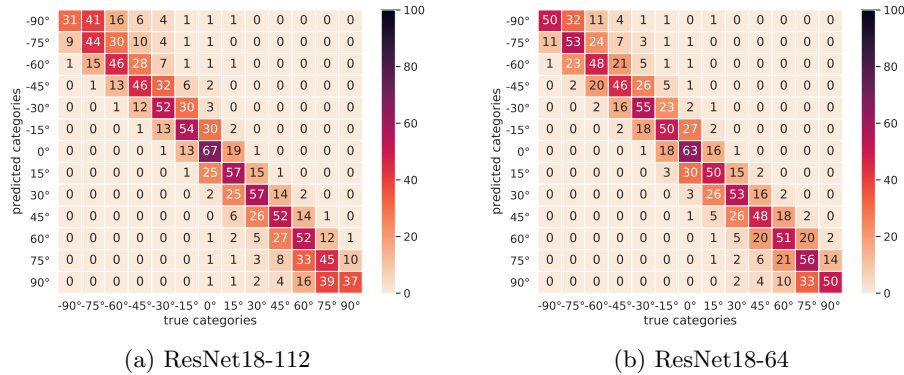 -90° 31 41 16 6 4 1 1 0 0 0 0 0 0 100
-75° 9 44 30 10 4 1 1 0 0 0 0 0 0
-60° 1 15 46 28 7 1 1 0 0 0 0 0 0 80
-45° 0 1 13 46 32 6 2 0 0 0 0 0 0
-30° 0 0 1 12 52 30 3 0 0 0 0 0 0 60
-15° 0 0 0 1 13 54 30 2 0 0 0 0 0
0° 0 0 0 0 1 13 67 19 1 0 0 0 0
15° 0 0 0 0 0 1 25 57 15 1 0 0 0 40
30° 0 0 0 0 0 0 2 25 57 14 2 0 0
45° 0 0 0 0 0 0 0 6 26 52 14 1 0 20
60° 0 0 0 0 0 0 1 2 5 27 52 12 1
75° 0 0 0 0 0 0 1 1 3 8 33 45 10
90° 0 0 0 0 0 0 1 1 2 4 16 39 37 0
-90°-75°-60°-45°-30°-15° 0° 15° 30° 45° 60° 75° 90°
true categories
predicted categories
(a) ResNet18-112
-90° 50 32 11 4 1 1 1 0 0 0 0 0 0 100
-75° 11 53 24 7 3 1 1 0 0 0 0 0 0
-60° 1 23 48 21 5 1 1 0 0 0 0 0 0 80
-45° 0 2 20 46 26 5 1 0 0 0 0 0 0
-30° 0 0 2 16 55 23 2 1 0 0 0 0 0 60
-15° 0 0 0 2 18 50 27 2 0 0 0 0 0
0° 0 0 0 0 1 18 63 16 1 0 0 0 0
15° 0 0 0 0 0 3 30 50 15 2 0 0 0 40
30° 0 0 0 0 0 0 3 26 53 16 2 0 0
45° 0 0 0 0 0 0 1 5 26 48 18 2 0 20
60° 0 0 0 0 0 0 1 1 5 20 51 20 2
75° 0 0 0 0 0 0 0 1 2 6 21 56 14
90° 0 0 0 0 0 0 1 1 2 4 10 33 50 0
-90°-75°-60°-45°-30°-15° 0° 15° 30° 45° 60° 75° 90°
true categories
predicted categories
(b) ResNet18-64